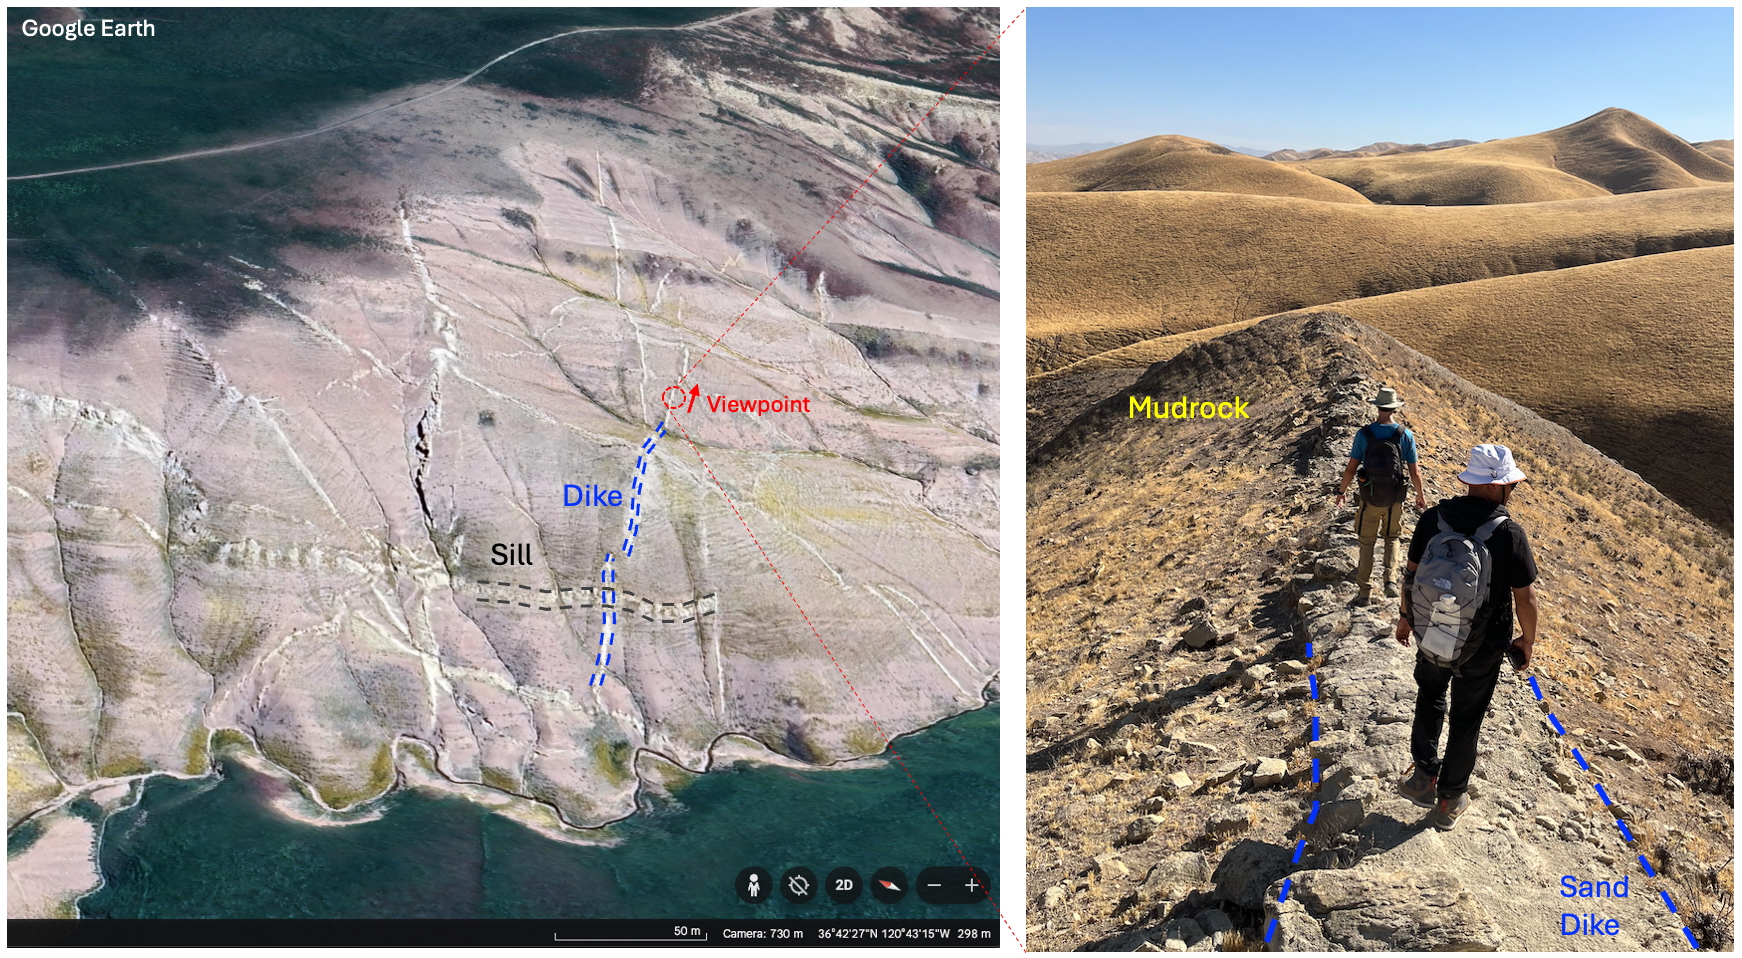 Google Earth
Viewpoint
Dike
Sill
2D
50 m
Camera: 730 m 36°42'27"N 120°43'15"W 298 m
Mudrock
Sand
Dike